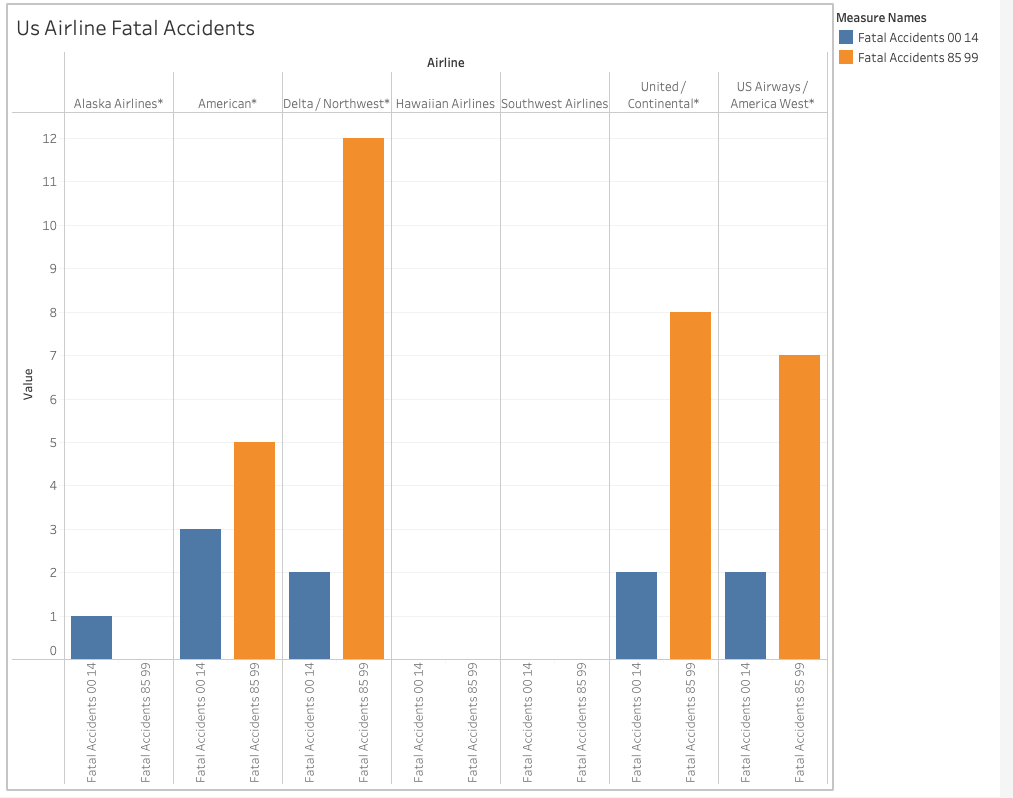 Us Airline Fatal Accidents
Measure Names
Fatal Accidents 00 14
Fatal Accidents 85 99
Airline
Alaska Airlines*
American*
Delta / Northwest*
Hawaiian Airlines
Southwest Airlines
United /
Continental*
US Airways /
America West*
Value
12
11
10
9
8
7
6
5
4
3
2
1
0
Fatal Accidents 00 14
Fatal Accidents 85 99
Fatal Accidents 00 14
Fatal Accidents 85 99
Fatal Accidents 00 14
Fatal Accidents 85 99
Fatal Accidents 00 14
Fatal Accidents 85 99
Fatal Accidents 00 14
Fatal Accidents 85 99
Fatal Accidents 00 14
Fatal Accidents 85 99
Fatal Accidents 00 14
Fatal Accidents 85 99